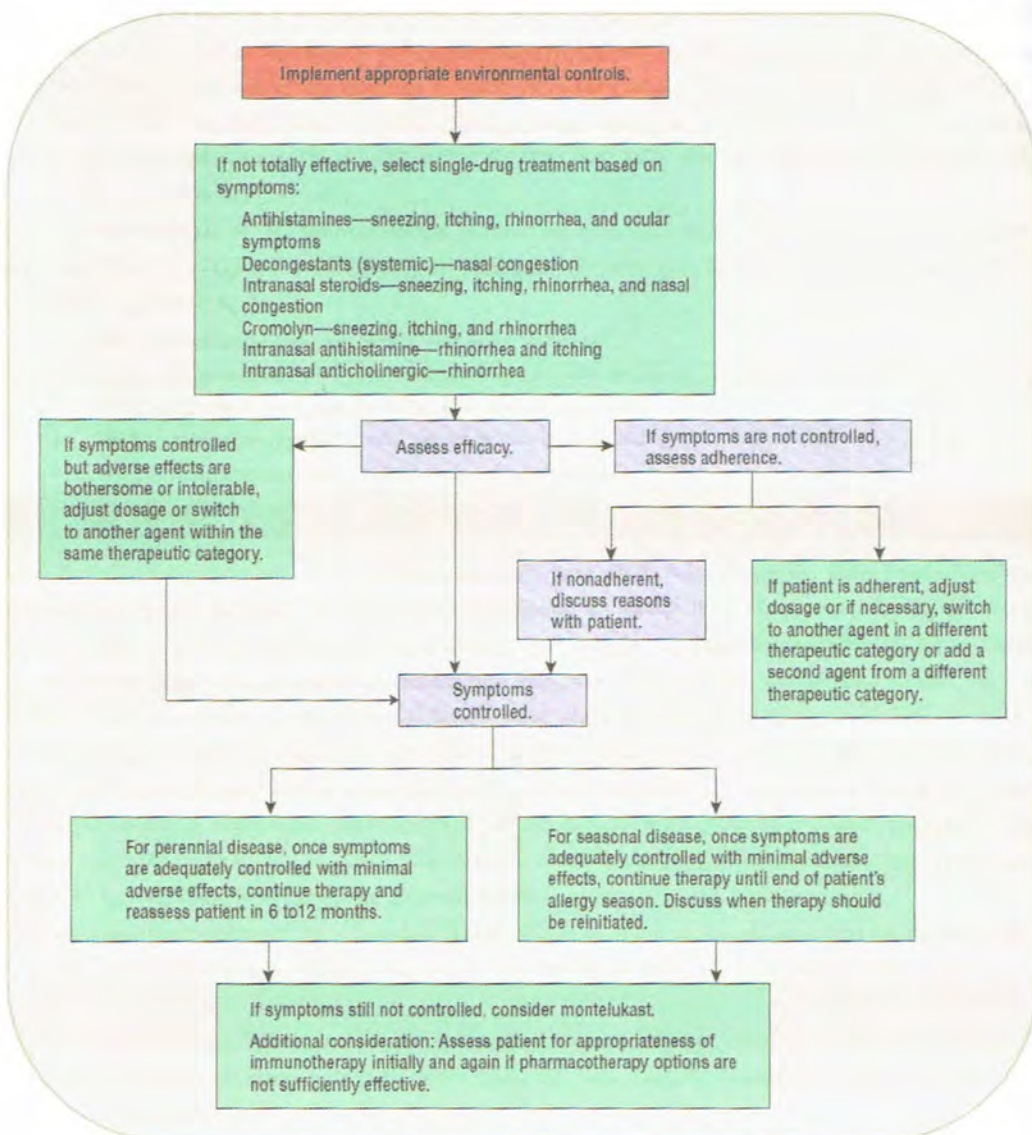 Implement appropriate environmental controls.
If not totally effective, select single-drug treatment based on
symptoms:
Antihistamines—sneezing, itching, rhinorrhea, and ocular
symptoms
Decongestants (systemic)—nasal congestion
Intranasal steroids—sneezing, itching, rhinorrhea, and nasal
congestion
Cromolyn—sneezing, itching, and rhinorrhea
Intranasal antihistamine—rhinorrhea and itching
Intranasal anticholinergic—rhinorrhea
If symptoms controlled
but adverse effects are
bothersome or intolerable,
adjust dosage or switch
to another agent within the
same therapeutic category.
Assess efficacy.
If symptoms are not controlled,
assess adherence.
If nonadherent,
discuss reasons
with patient.
If patient is adherent, adjust
dosage or if necessary, switch
to another agent in a different
therapeutic category or add a
second agent from a different
therapeutic category.
Symptoms
controlled.
For perennial disease, once symptoms
are adequately controlled with minimal
adverse effects, continue therapy and
reassess patient in 6 to12 months.
For seasonal disease, once symptoms are
adequately controlled with minimal adverse
effects, continue therapy until end of patient's
allergy season. Discuss when therapy should
be reinitiated.
If symptoms still not controlled, consider montelukast.
Additional consideration: Assess patient for appropriateness of
immunotherapy initially and again if pharmacotherapy options are
not sufficiently effective.